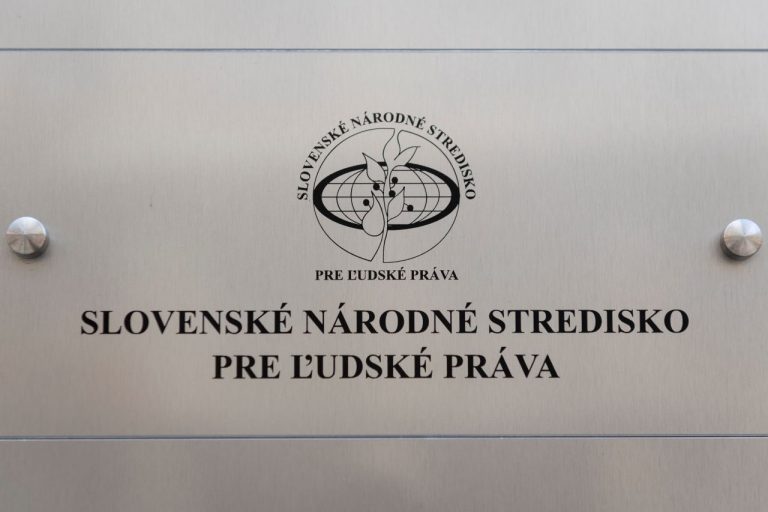 SLOVENSKÉ NÁRODNÉ STREDISKO
PRE ĽUDSKÉ PRÁVA
SLOVENSKÉ NÁRODNÉ STREDISKO
PRE ĽUDSKÉ PRÁVA